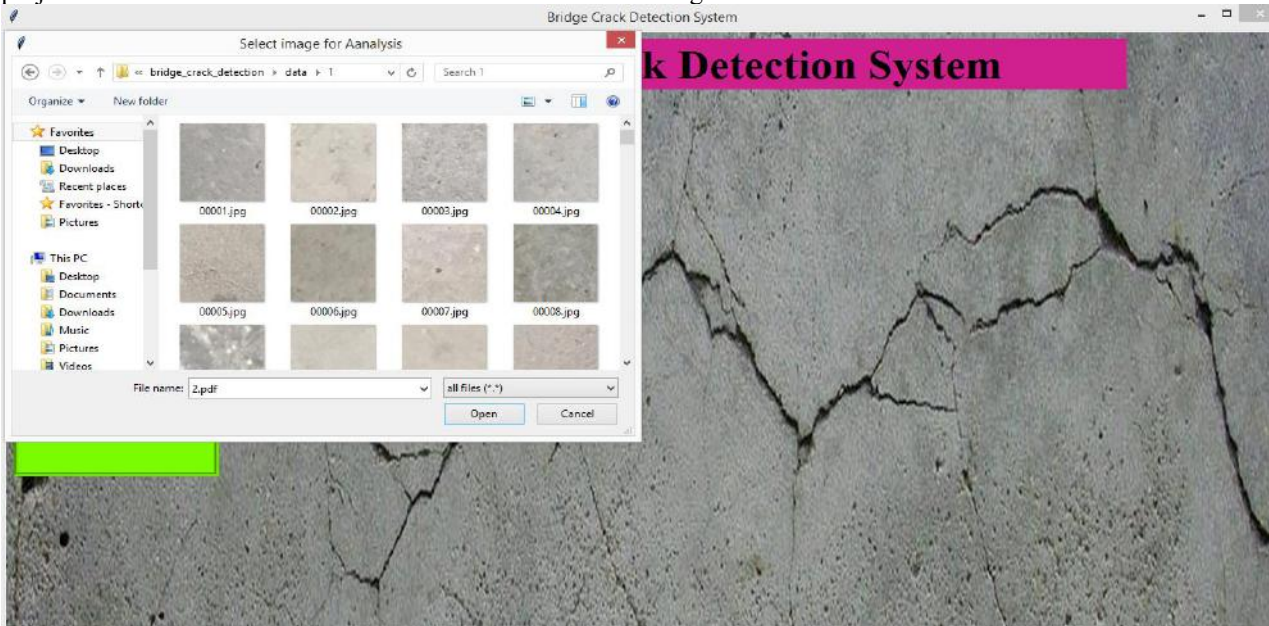 Bridge Crack Detection System
Select image for Aanalysis
k Detection System
« bridge_crack_detection data 1
Search 1
Organize
New folder
Favorites
Desktop
Downloads
Recent places
Favorites - Shortc
Pictures
This PC
Desktop
Documents
Downloads
Music
Pictures
Videos
00001.jpg
00002.jpg
00003.jpg
00004.jpg
00005.jpg
00006.jpg
00007.jpg
00008.jpg
File name: 2.pdf
all files (*.*)
Open
Cancel